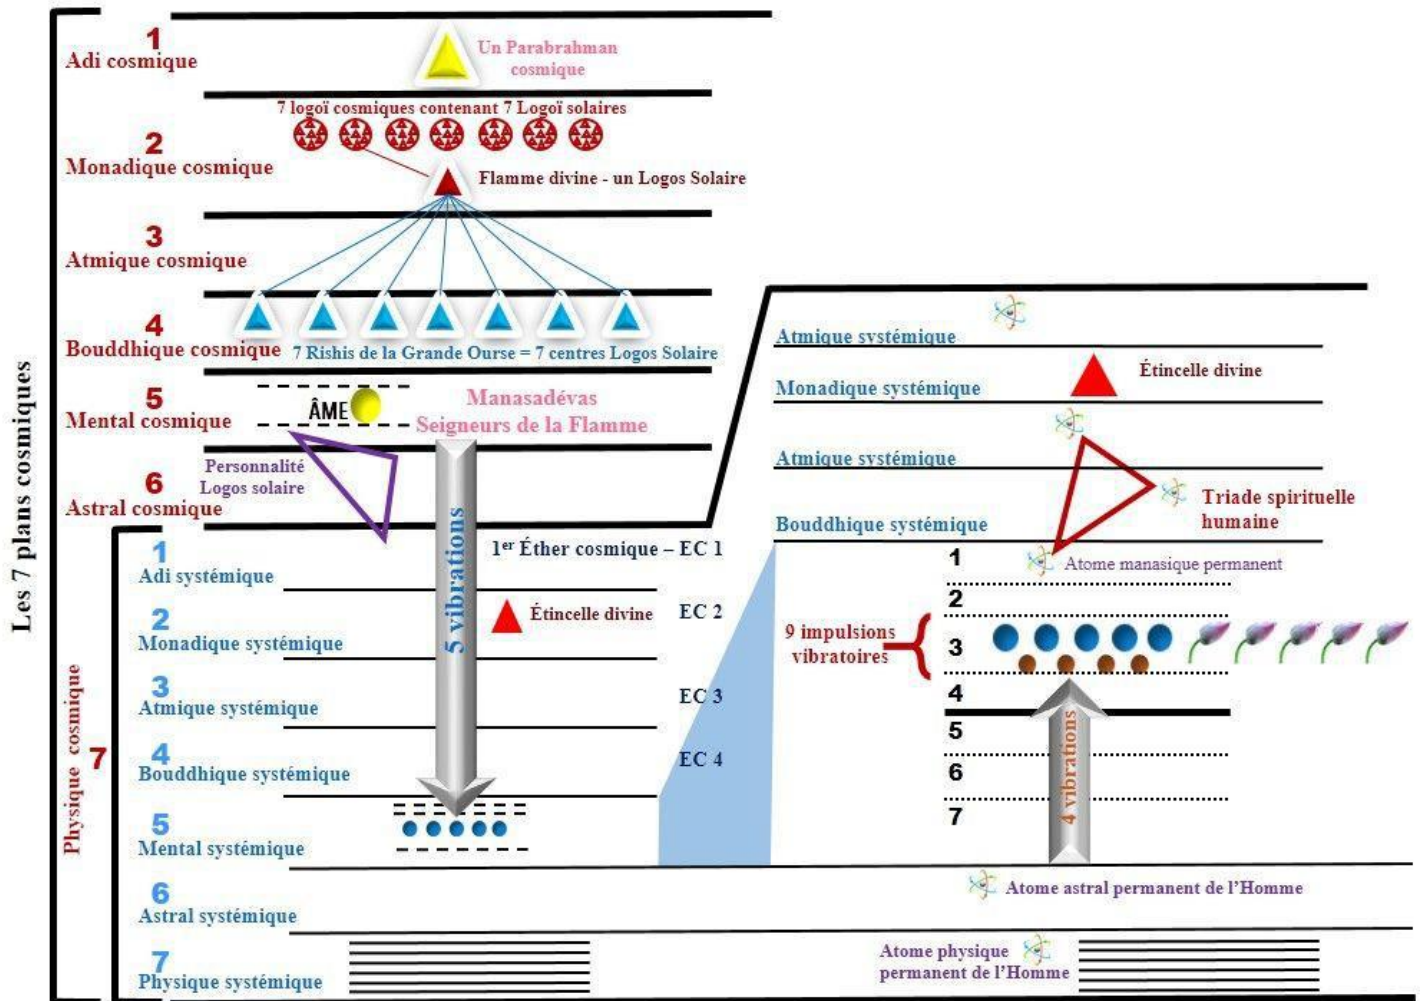 Les 7 plans cosmiques
1
Adi cosmique
Un Parabrahman
cosmique
7 logoï cosmiques contenant 7 Logoï solaires
2
Monadique cosmique
Flamme divine - un Logos Solaire
3
Atmique cosmique
4
Bouddhique cosmique
7 Rishis de la Grande Ourse = 7 centres Logos Solaire
5
Mental cosmique
ÂME
Manasadévas
Seigneurs de la Flamme
Personnalité
Logos solaire
6
Astral cosmique
5 vibrations
Physique cosmique
7
1
Adi systémique
1er Éther cosmique – EC 1
2
Monadique systémique
Étincelle divine
EC 2
3
Atmique systémique
EC 3
4
Bouddhique systémique
EC 4
5
Mental systémique
6
Astral systémique
7
Physique systémique
Atmique systémique
Étincelle divine
Monadique systémique
Atmique systémique
Triade spirituelle
humaine
Bouddhique systémique
1
Atome manasique permanent
2
9 impulsions
vibratoires
3
4
5
6
7
4 vibrations
Atome astral permanent de l'Homme
Atome physique
permanent de l'Homme